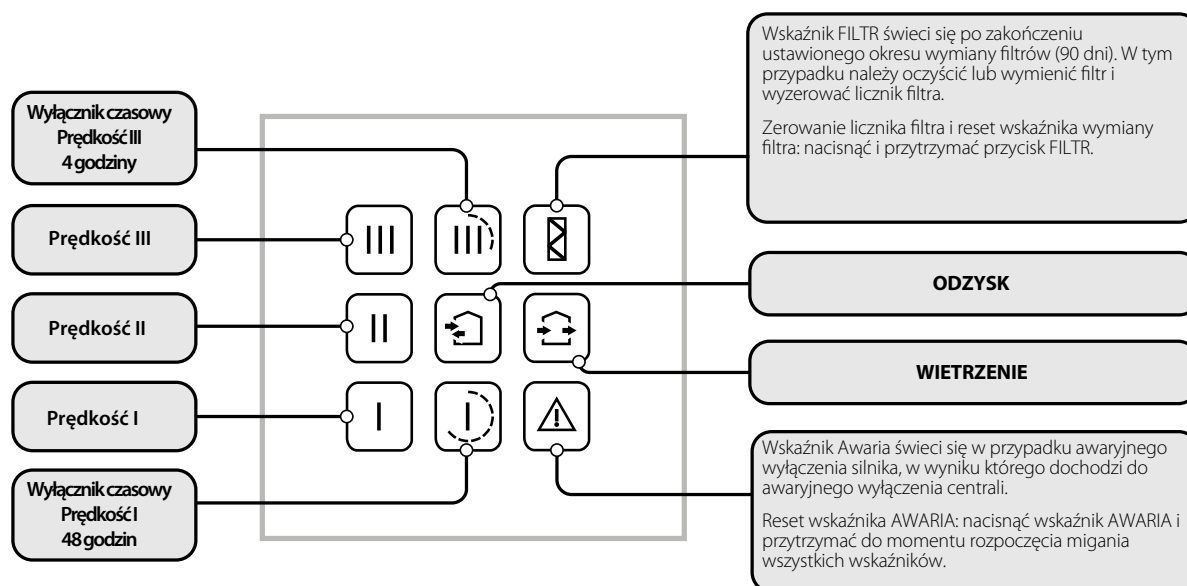 Wyłącznik czasowy
Prędkość III
4 godziny
Prędkość III
Prędkość II
Prędkość I
Wyłącznik czasowy
Prędkość I
48 godzin
Wskaźnik FILTR świeci się po zakończeniu
ustawionego okresu wymiany filtrów (90 dni). W tym
przypadku należy oczyścić lub wymienić filtr i
wyzerować licznik filtra.
Zerowanie licznika filtra i reset wskaźnika wymiany
filtra: nacisnąć i przytrzymać przycisk FILTR.
ODZYSK
WIETRZENIE
Wskaźnik Awaria świeci się w przypadku awaryjnego
wyłączenia silnika, w wyniku którego dochodzi do
awaryjnego wyłączenia centrali.
Reset wskaźnika AWARIA: nacisnąć wskaźnik AWARIA i
przytrzymać do momentu rozpoczęcia migania
wszystkich wskaźników.
III
III
II
I
I